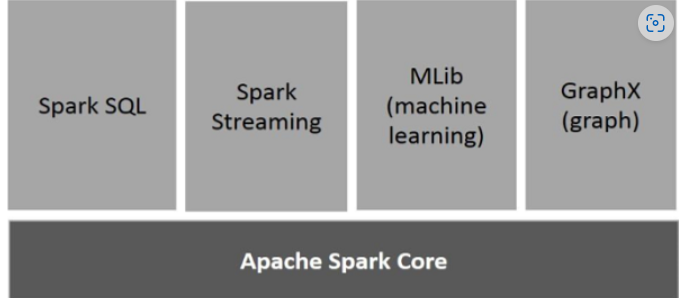 Spark SQL
Spark
Streaming
MLib
(machine
learning)
GraphX
(graph)
Apache Spark Core